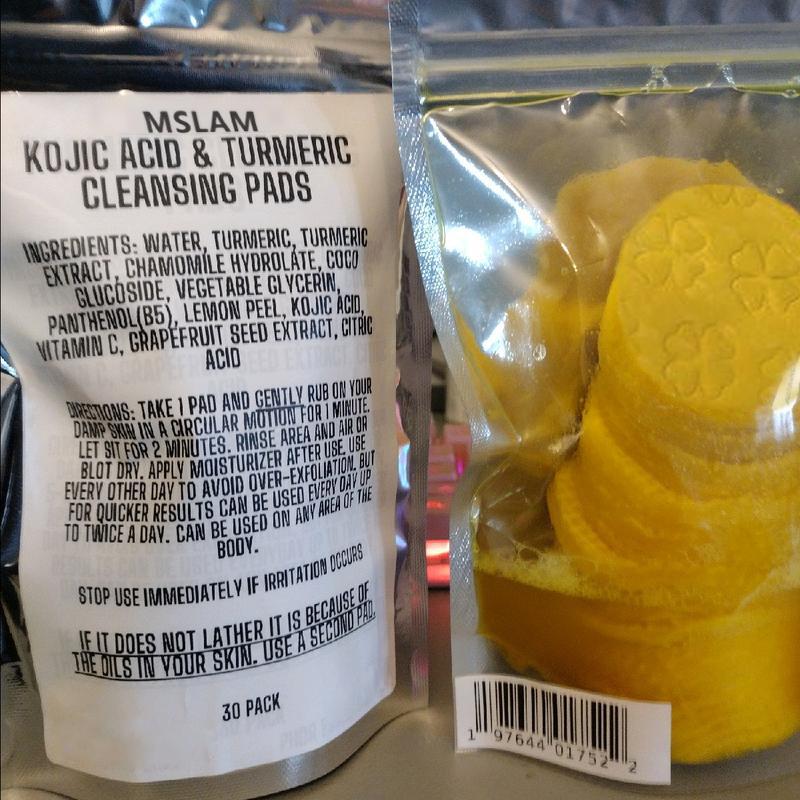 MSLAM
KOJIC ACID & TURMERIC
CLEANSING PADS
INGREDIENTS: WATER, TURMERIC, TURMERIC
EXTRACT, CHAMOMILE HYDROLATE, COCO
GLUCOSIDE, VEGETABLE GLYCERIN,
PANTHENOL(B5), LEMON PEEL, KOJIC ACID,
VITAMIN C, GRAPEFRUIT SEED EXTRACT, CITRIC
ACID
DIRECTIONS: TAKE 1 PAD AND GENTLY RUB ON YOUR
DAMP SKIN IN A CIRCULAR MOTION FOR 1 MINUTE.
LET SIT FOR 2 MINUTES. RINSE AREA AND AIR OR
BLOT DRY. APPLY MOISTURIZER AFTER USE. USE
EVERY OTHER DAY TO AVOID OVER-EXFOLIATION. BUT
FOR QUICKER RESULTS CAN BE USED EVERY DAY UP
TO TWICE A DAY. CAN BE USED ON ANY AREA OF THE
BODY.
STOP USE IMMEDIATELY IF IRRITATION OCCURS
IF IT DOES NOT LATHER IT IS BECAUSE OF
THE OILS IN YOUR SKIN. USE A SECOND PAD.
30 PACK
1 97644 01752 2